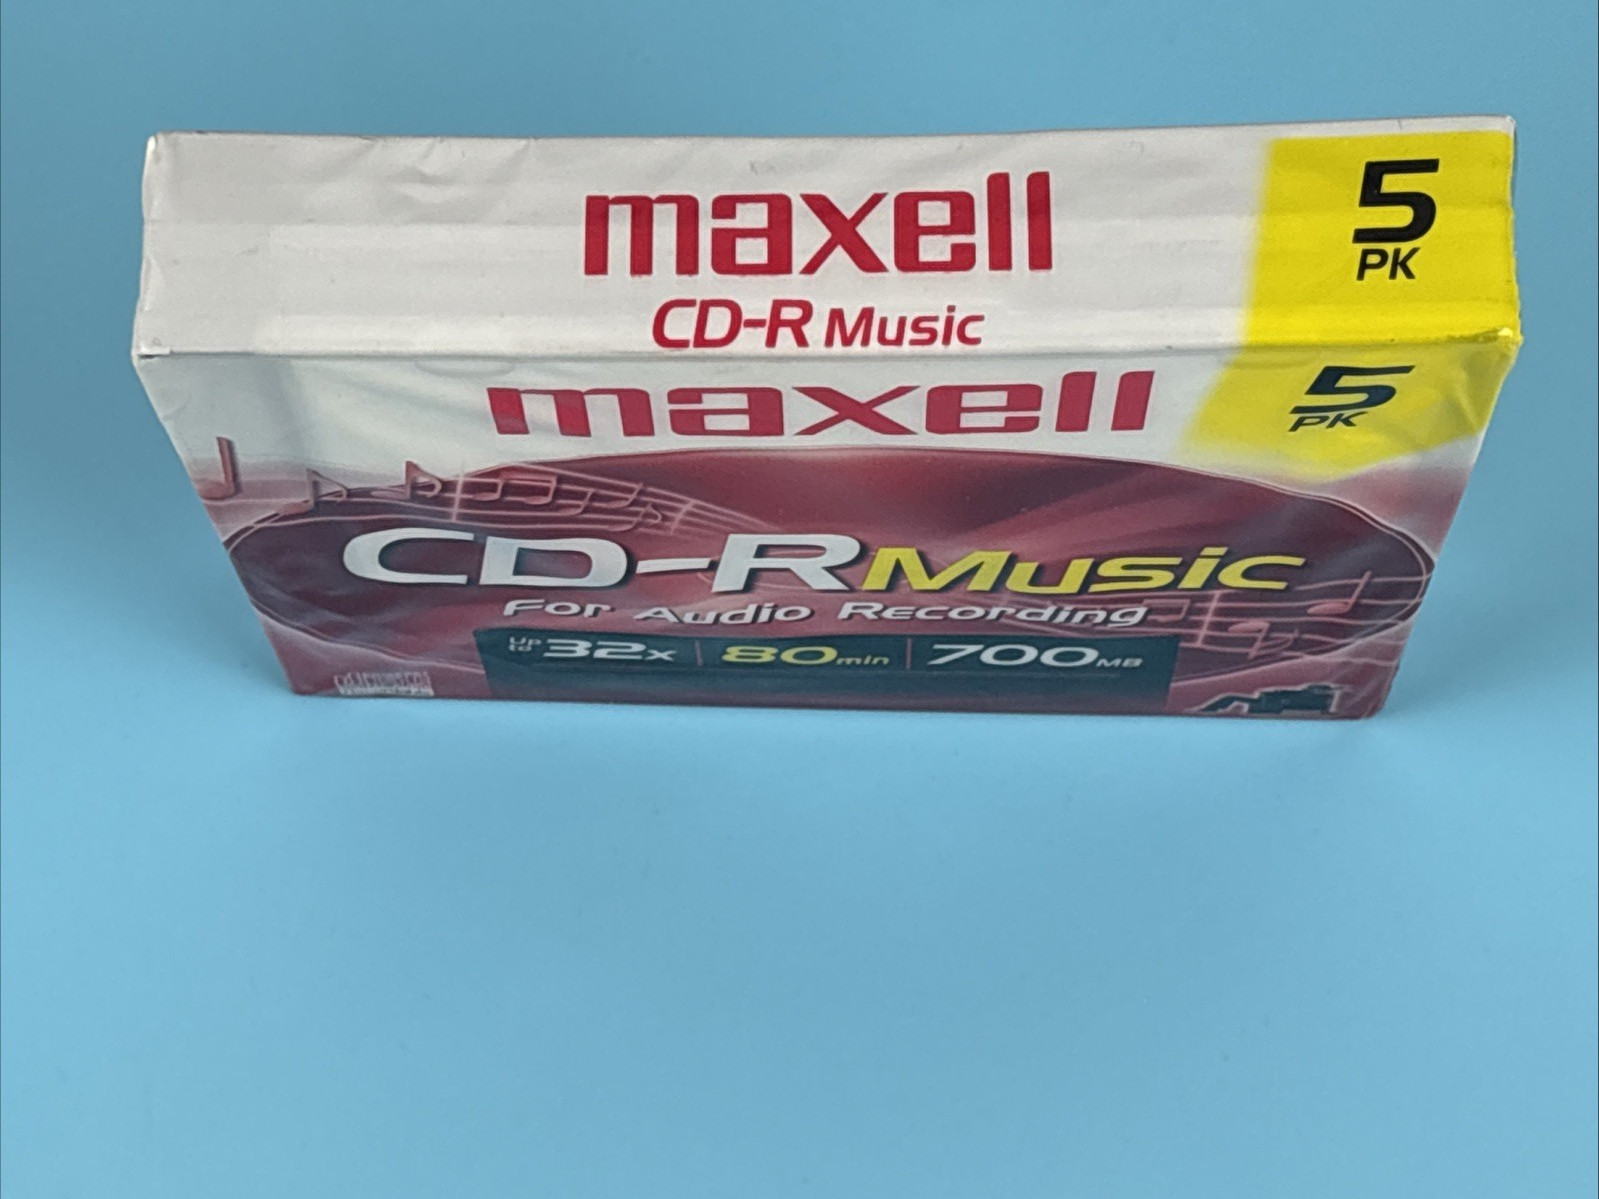 maxell
CD-R Music
5
PK
maxell
5
PK
CD-R Music
For Audio Recording
Up to 32x 80min 700MB